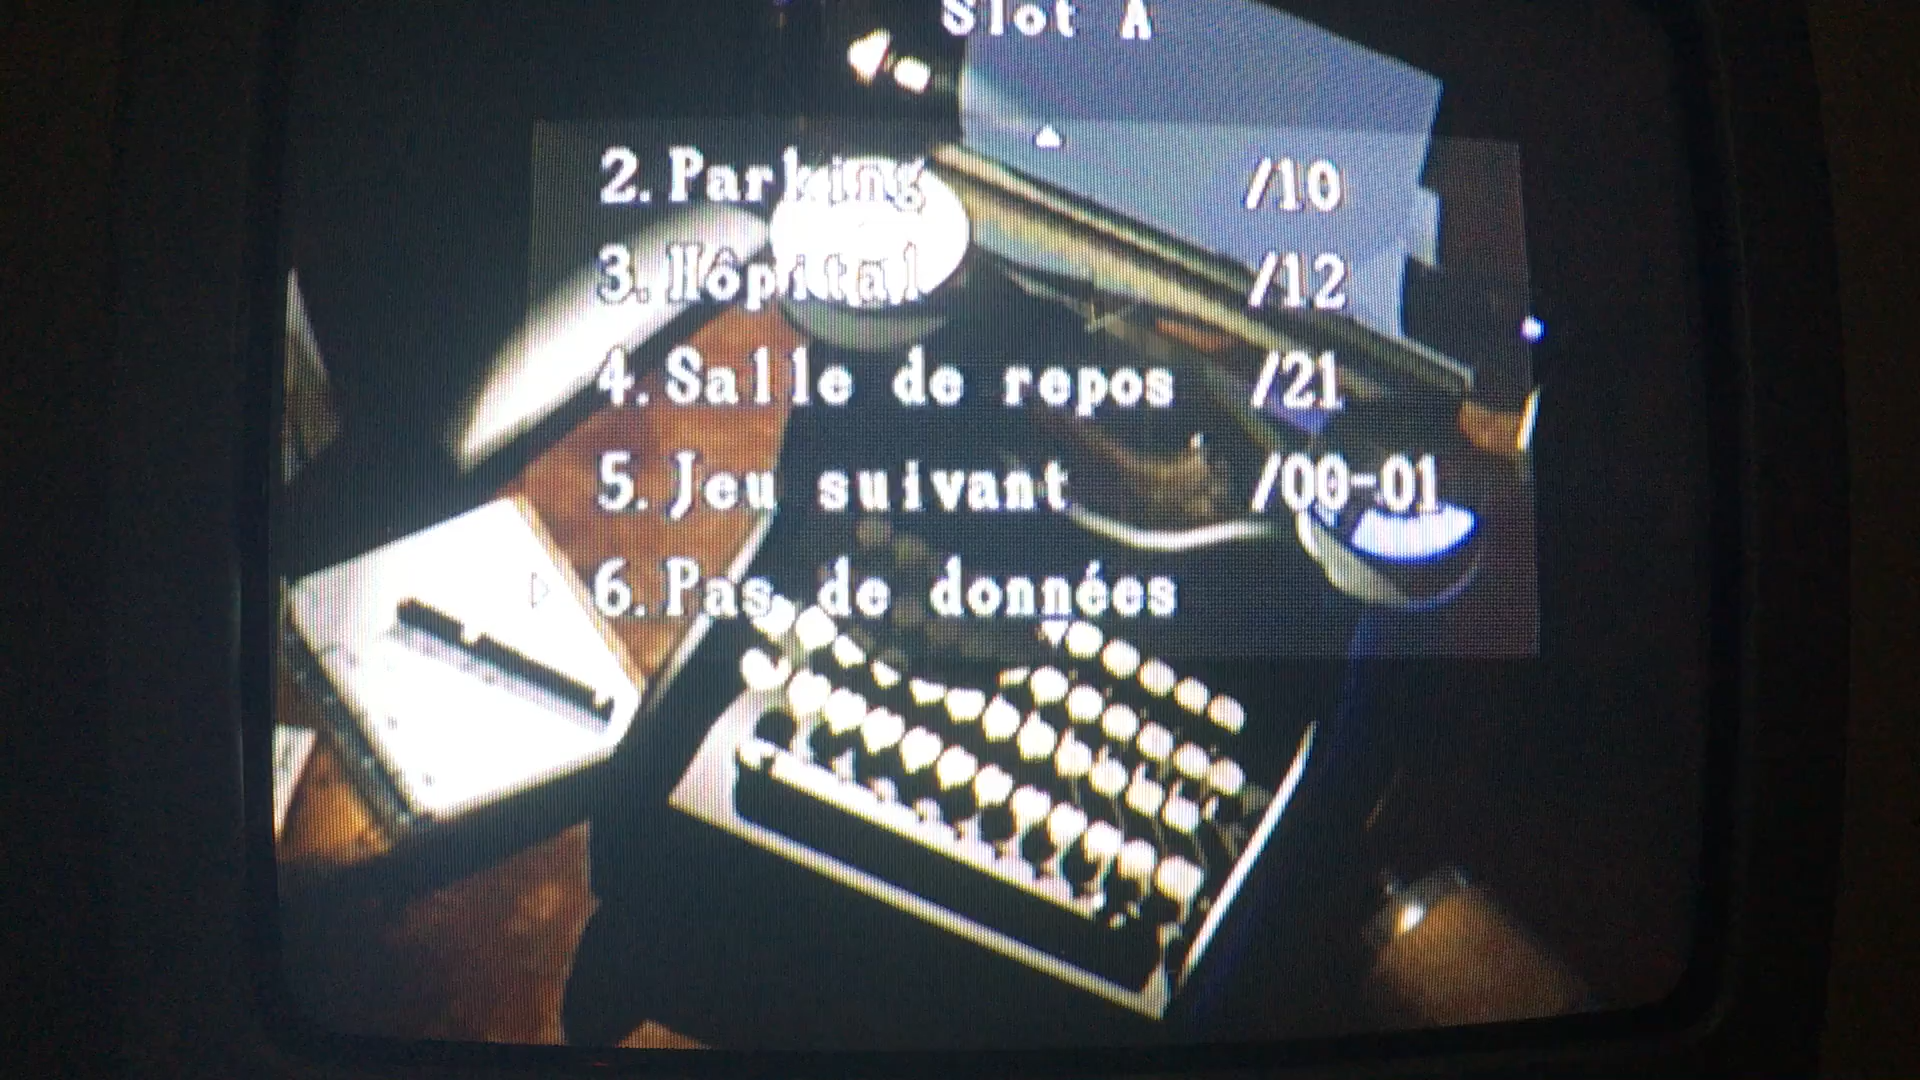 Slot A
2. Parking /10
3. Hôpital /12
4. Salle de repos /21
5. Jeu suivant /00-01
6. Pas de données